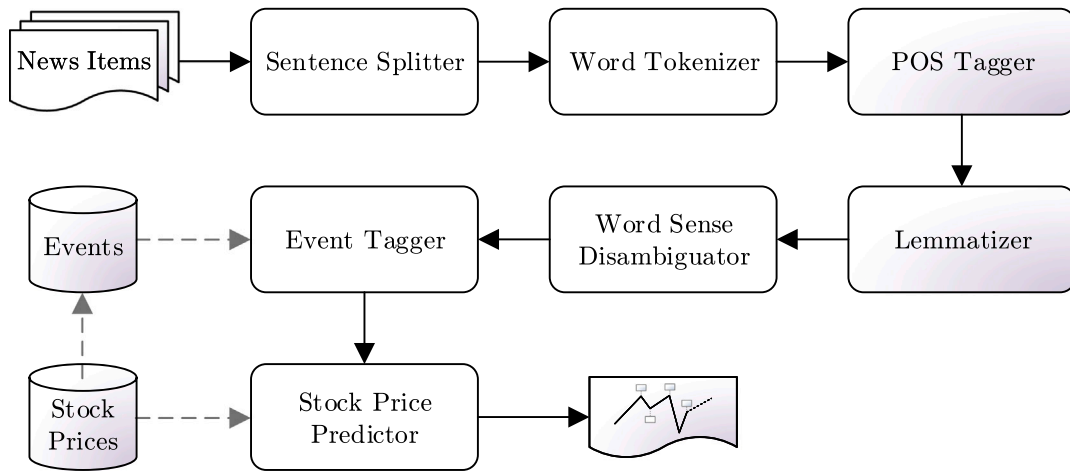 News Items
Sentence Splitter
Word Tokenizer
POS Tagger
Events
Event Tagger
Word Sense
Disambiguator
Lemmatizer
Stock
Prices
Stock Price
Predictor